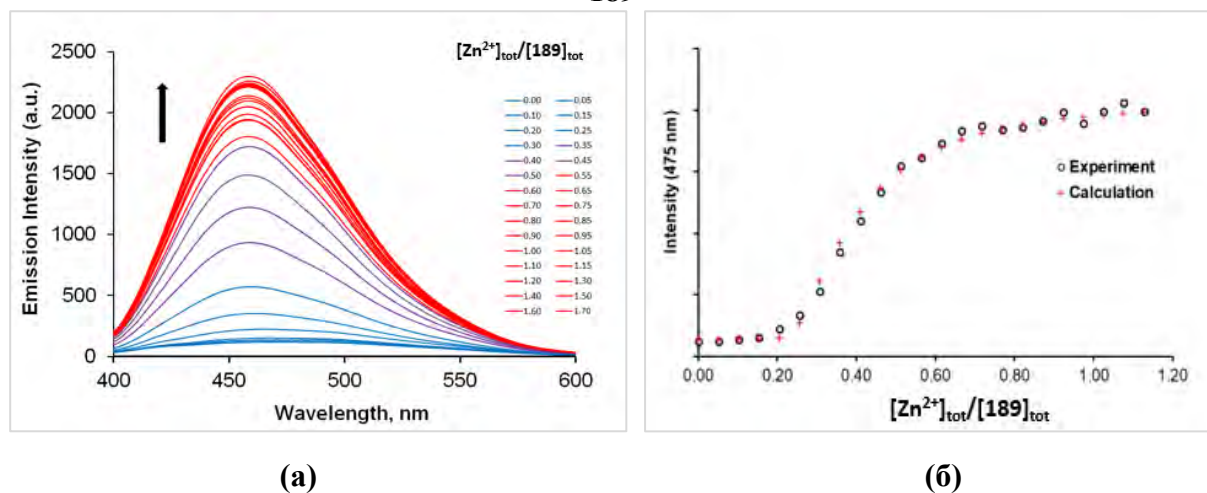 189
2500
2000
1500
1000
500
0
Emission Intensity (a.u.)
400 450 500 550 600
Wavelength, nm
[Zn²⁺]tot/[189]tot
0.00 0.05
0.10 0.15
0.20 0.25
0.30 0.35
0.40 0.45
0.50 0.55
0.60 0.65
0.70 0.75
0.80 0.85
0.90 0.95
1.00 1.05
1.10 1.15
1.20 1.30
1.40 1.50
1.60 1.70
Intensity (475 nm)
Experiment
Calculation
0.00 0.20 0.40 0.60 0.80 1.00 1.20
[Zn²⁺]tot/[189]tot
(а) (б)